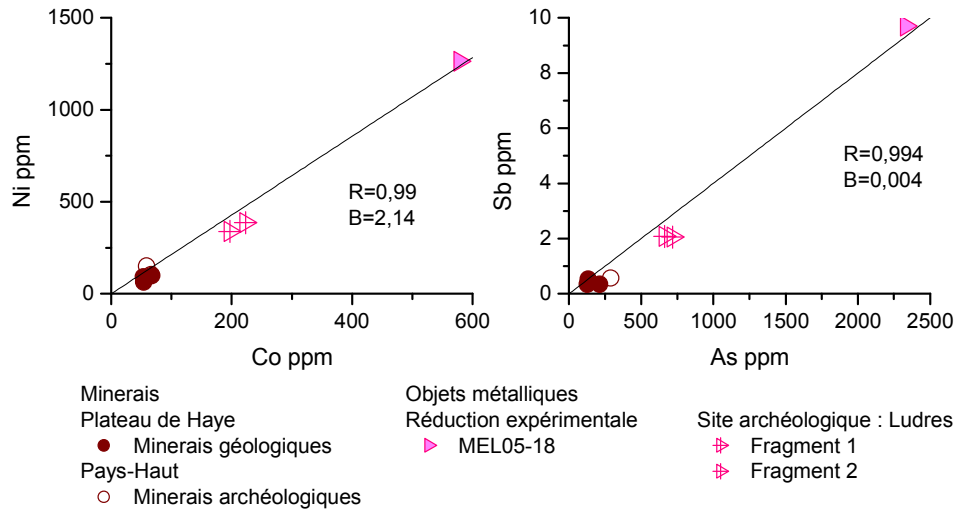 1500
1000
500
0
Ni ppm
R=0,99
B=2,14
0 200 400 600
Co ppm
10
8
6
4
2
0
Sb ppm
R=0,994
B=0,004
0 500 1000 1500 2000 2500
As ppm
Minerais
Plateau de Haye
Minerais géologiques
Pays-Haut
Minerais archéologiques
Objets métalliques
Réduction expérimentale
MEL05-18
Site archéologique : Ludres
Fragment 1
Fragment 2